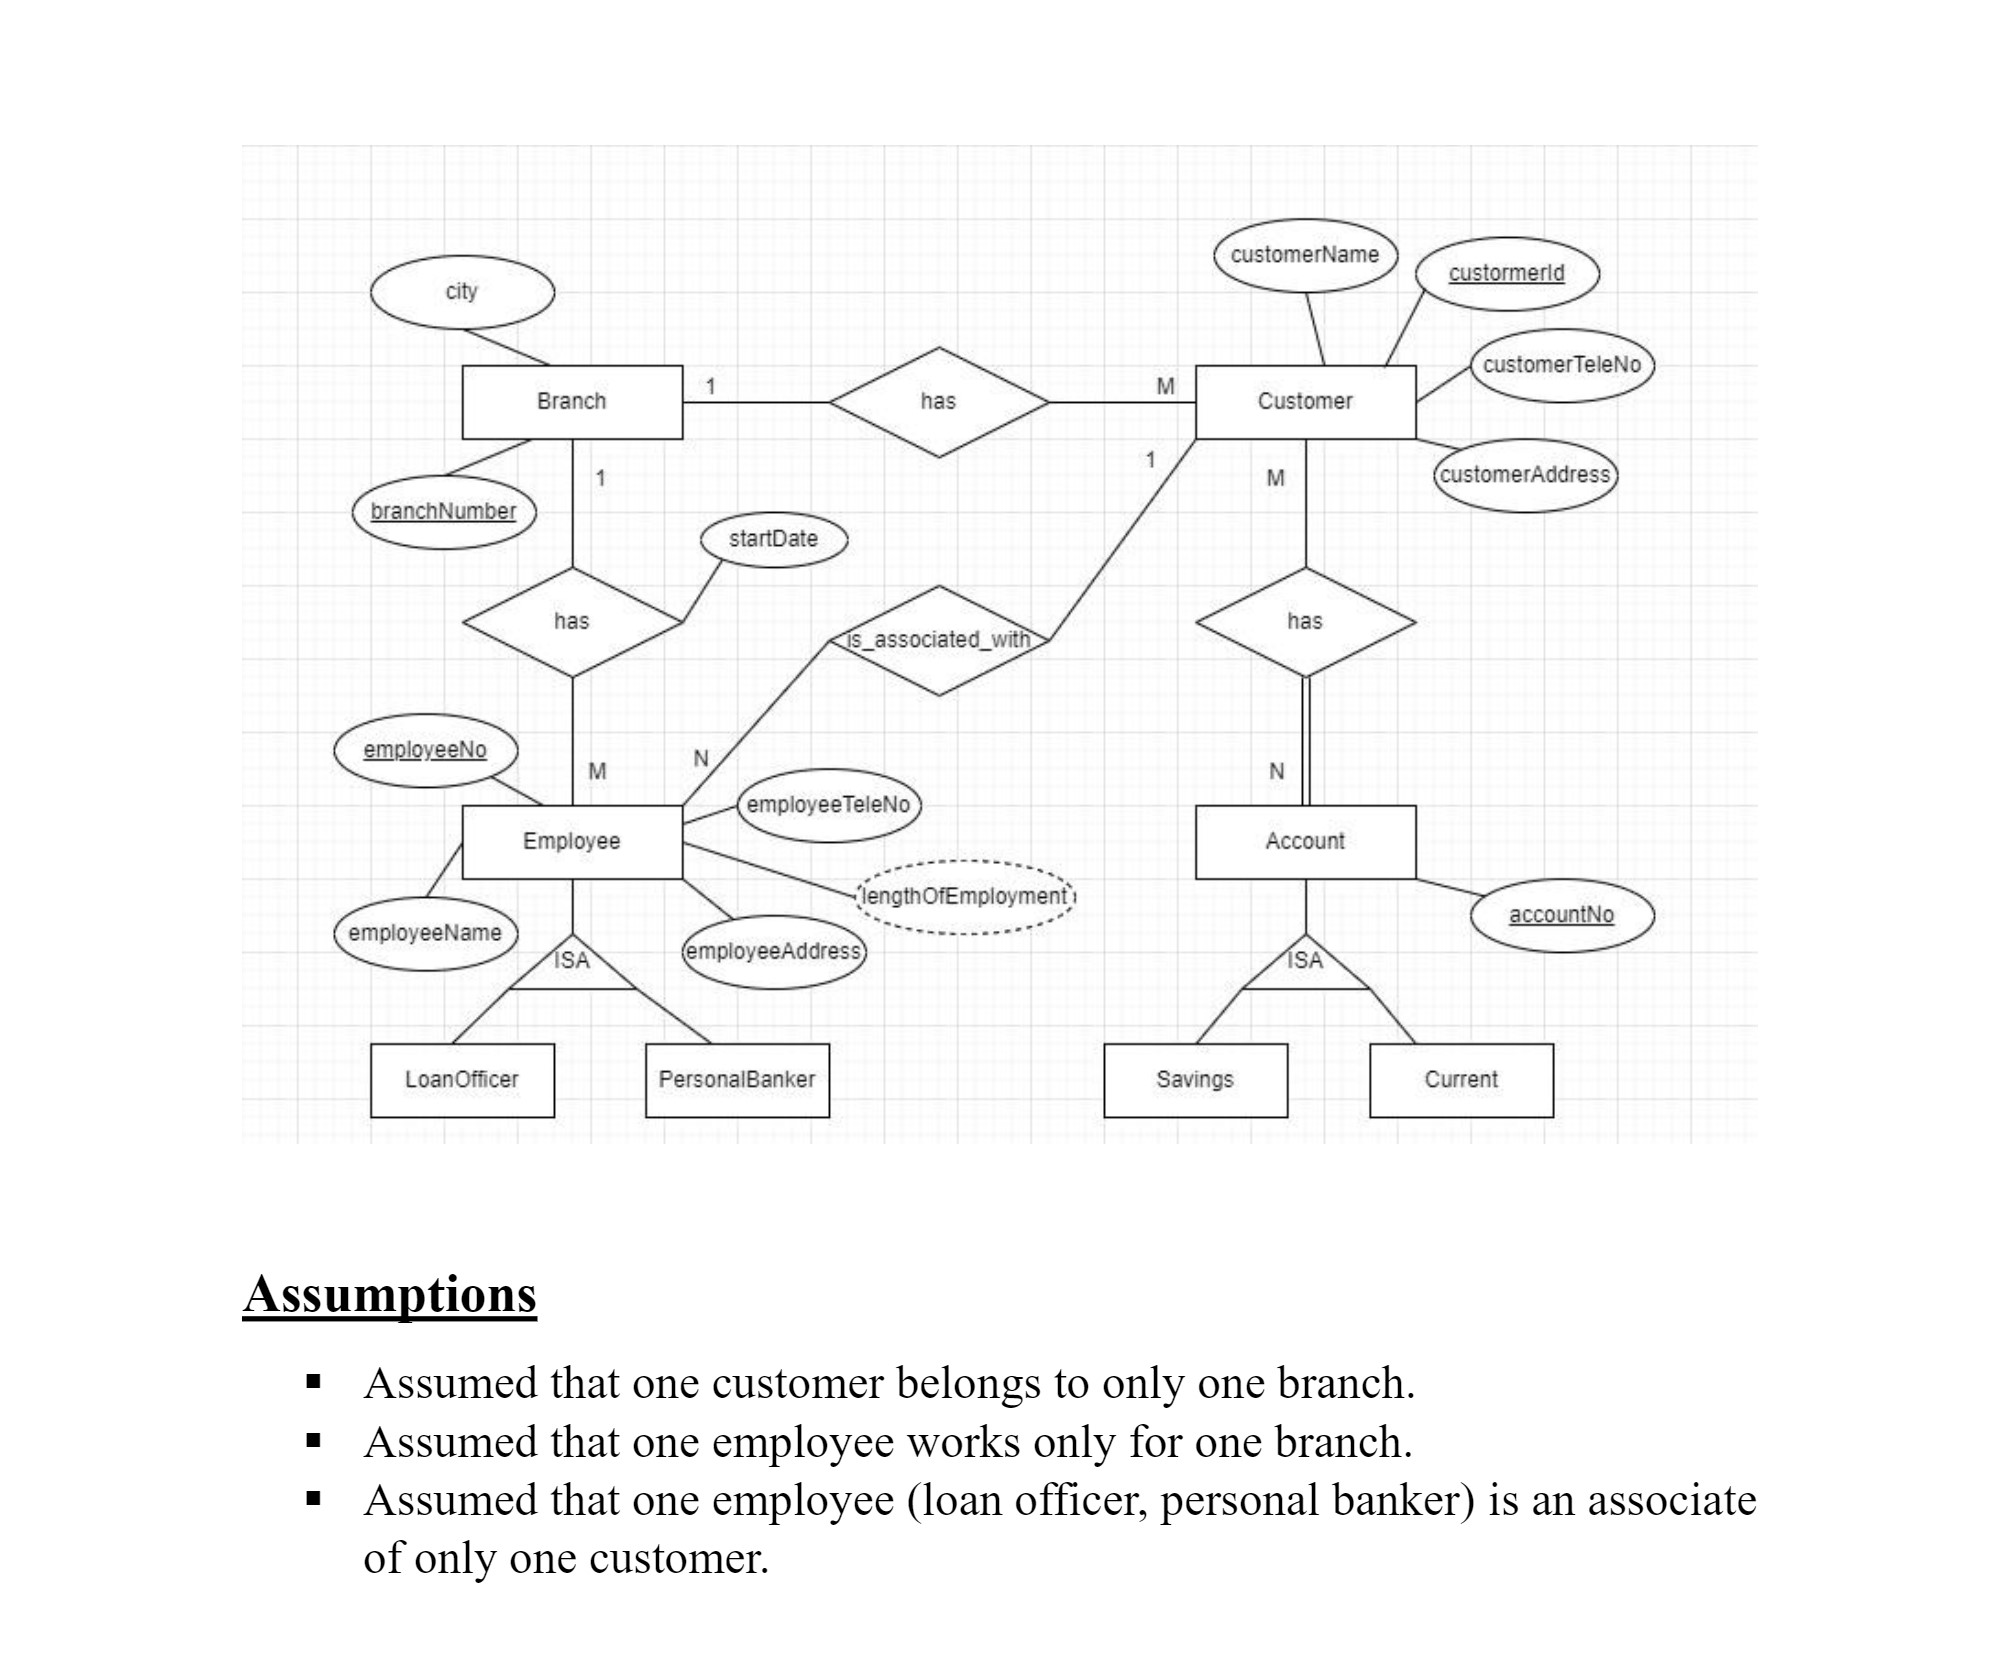 customerName
custormerId
city
customerTeleNo
1
M
Branch
has
Customer
1
customerAddress
1
M
branchNumber
startDate
has
is_associated_with
has
employeeNo
N
M
N
employeeTeleNo
Employee
Account
lengthOfEmployment
accountNo
employeeName
employeeAddress
ISA
ISA
LoanOfficer
PersonalBanker
Savings
Current
Assumptions
▪ Assumed that one customer belongs to only one branch.
▪ Assumed that one employee works only for one branch.
▪ Assumed that one employee (loan officer, personal banker) is an associate
of only one customer.